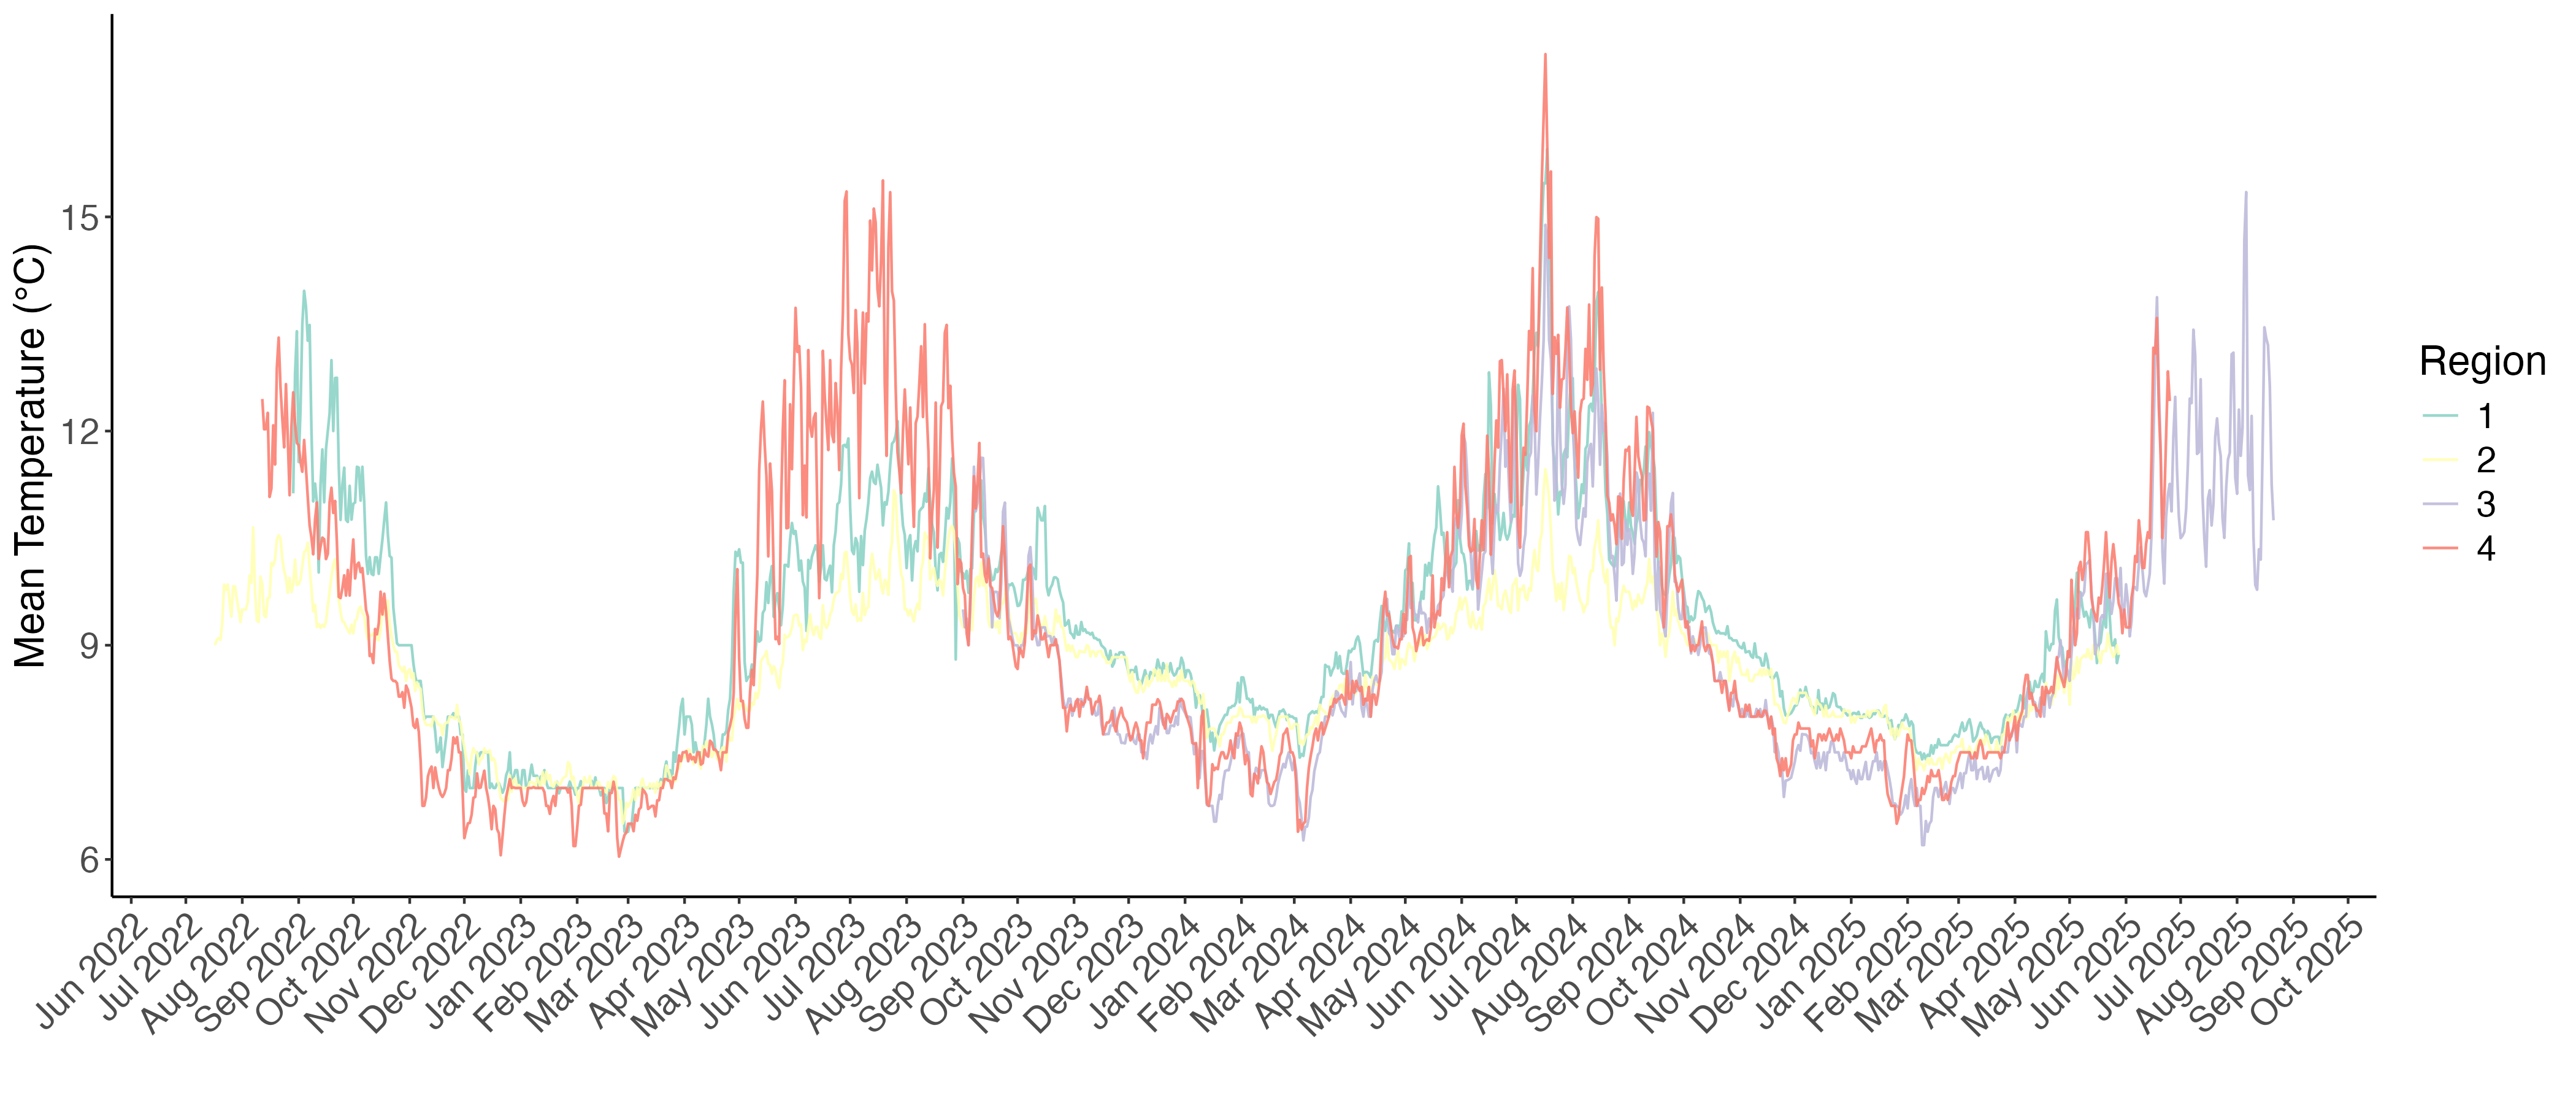 Mean Temperature (°C)
15
12
9
6
Jun 2022
Jul 2022
Aug 2022
Sep 2022
Oct 2022
Nov 2022
Dec 2022
Jan 2023
Feb 2023
Mar 2023
Apr 2023
May 2023
Jun 2023
Jul 2023
Aug 2023
Sep 2023
Oct 2023
Nov 2023
Dec 2023
Jan 2024
Feb 2024
Mar 2024
Apr 2024
May 2024
Jun 2024
Jul 2024
Aug 2024
Sep 2024
Oct 2024
Nov 2024
Dec 2024
Jan 2025
Feb 2025
Mar 2025
Apr 2025
May 2025
Jun 2025
Jul 2025
Aug 2025
Sep 2025
Oct 2025
Region
1
2
3
4